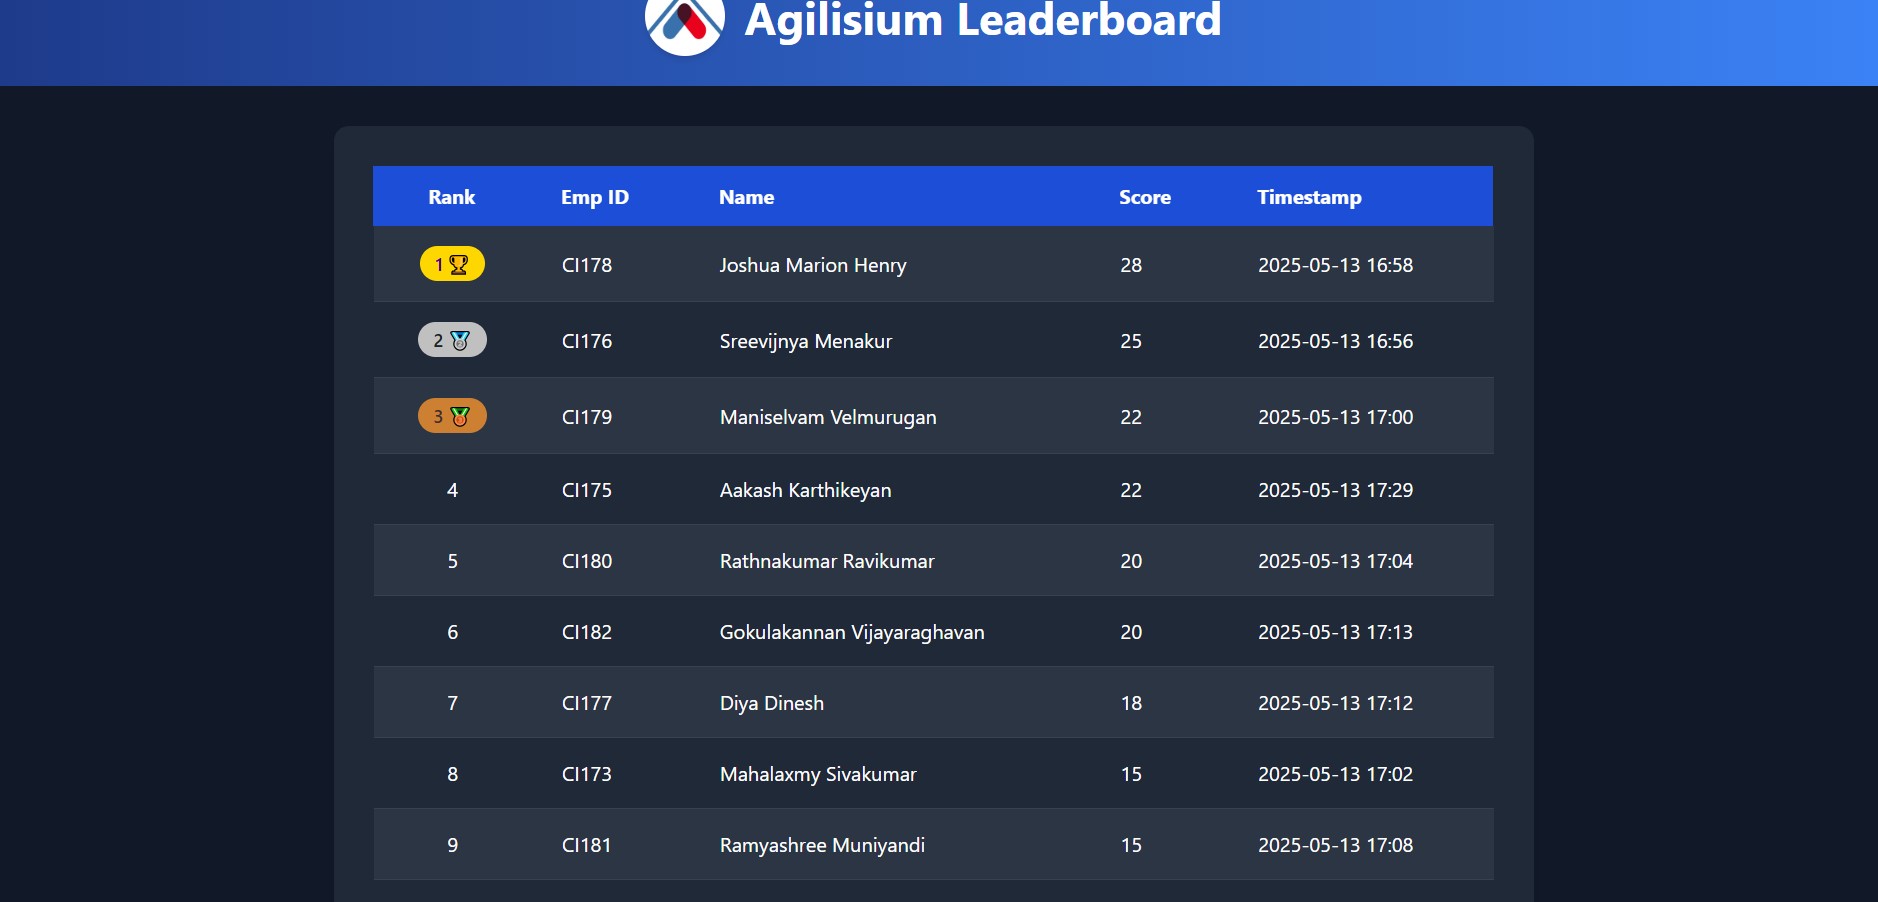 Agilisium Leaderboard
Rank Emp ID Name Score Timestamp
1 CI178 Joshua Marion Henry 28 2025-05-13 16:58
2 CI176 Sreevijnya Menakur 25 2025-05-13 16:56
3 CI179 Maniselvam Velmurugan 22 2025-05-13 17:00
4 CI175 Aakash Karthikeyan 22 2025-05-13 17:29
5 CI180 Rathnakumar Ravikumar 20 2025-05-13 17:04
6 CI182 Gokulakannan Vijayaraghavan 20 2025-05-13 17:13
7 CI177 Diya Dinesh 18 2025-05-13 17:12
8 CI173 Mahalaxmy Sivakumar 15 2025-05-13 17:02
9 CI181 Ramyashree Muniyandi 15 2025-05-13 17:08